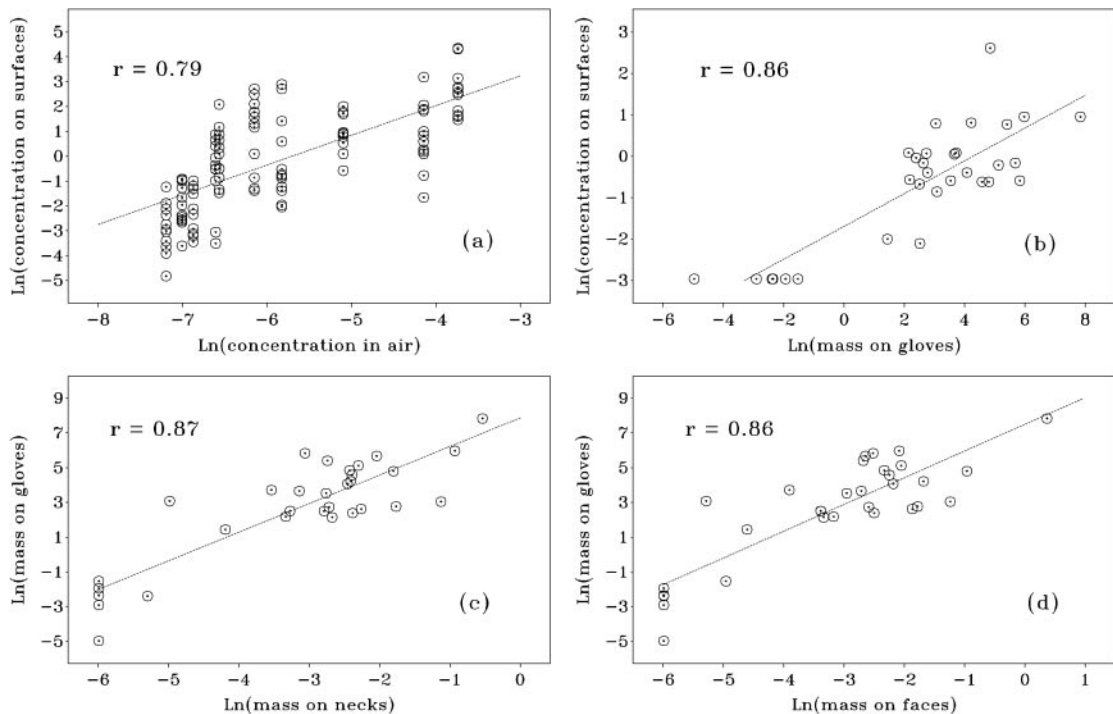 Ln(concentration on surfaces)
5
4
3
2
1
0
−1
−2
−3
−4
−5
r = 0.79
(a)
−8 −7 −6 −5 −4 −3
Ln(concentration in air)
Ln(concentration on surfaces)
3
2
1
0
−1
−2
−3
r = 0.86
(b)
−6 −4 −2 0 2 4 6 8
Ln(mass on gloves)
Ln(mass on gloves)
9
7
5
3
1
−1
−3
−5
r = 0.87
(c)
−6 −5 −4 −3 −2 −1 0
Ln(mass on necks)
Ln(mass on gloves)
9
7
5
3
1
−1
−3
−5
r = 0.86
(d)
−6 −5 −4 −3 −2 −1 0 1
Ln(mass on faces)